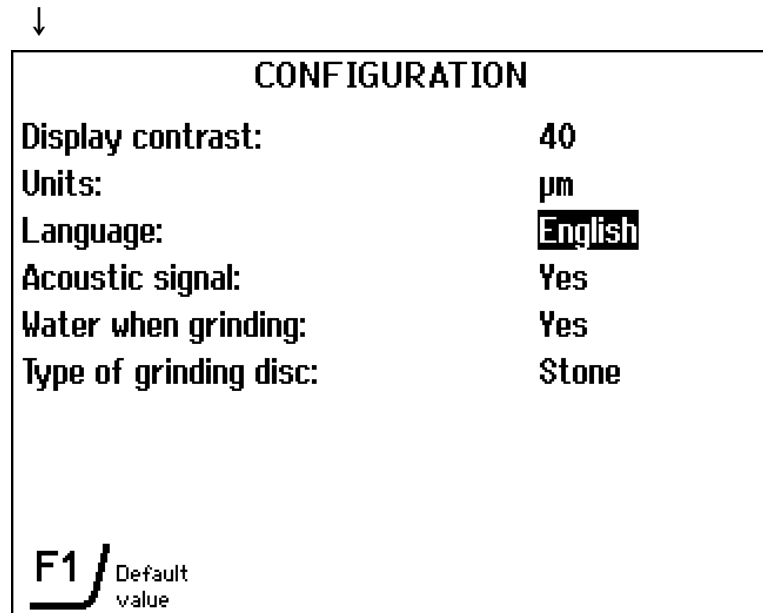 ↓
CONFIGURATION
Display contrast: 40
Units: µm
Language: English
Acoustic signal: Yes
Water when grinding: Yes
Type of grinding disc: Stone
F1 Default
value